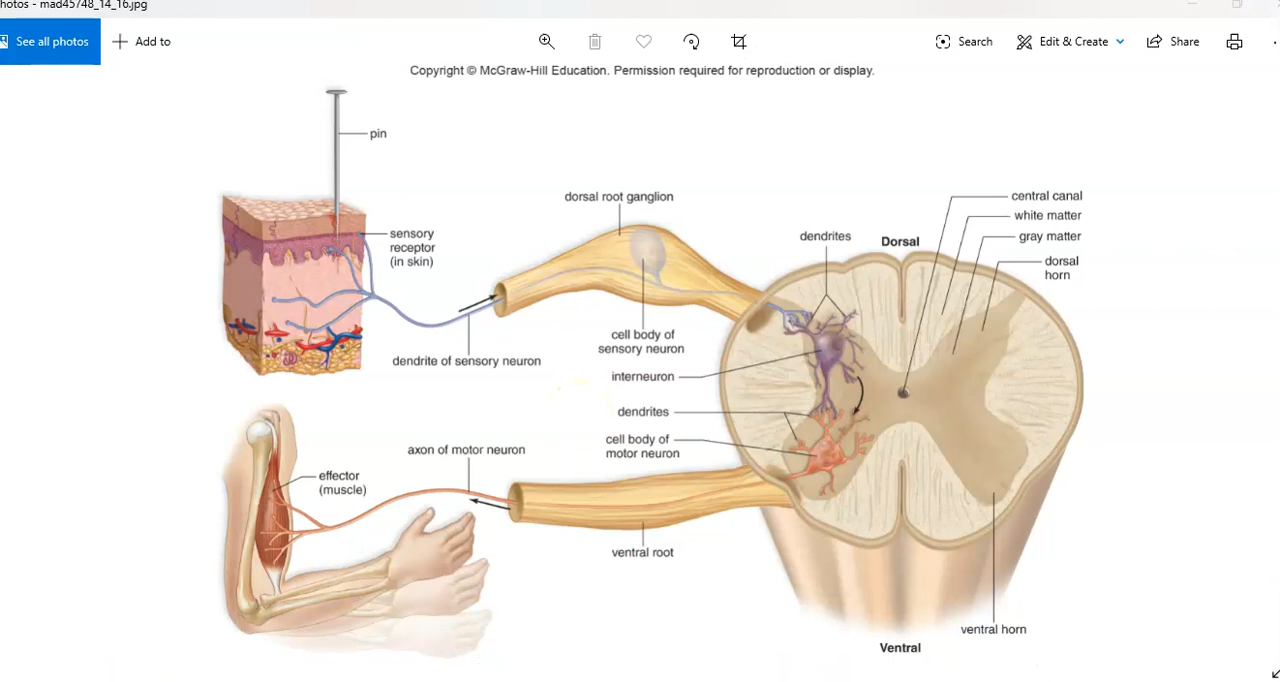 hotos - mad45748_14_16.jpg
See all photos
Add to
Search
Edit & Create
Share
Copyright © McGraw-Hill Education. Permission required for reproduction or display.
pin
sensory
receptor
(in skin)
dorsal root ganglion
dendrites
Dorsal
central canal
white matter
gray matter
dorsal
horn
cell body of
sensory neuron
dendrite of sensory neuron
interneuron
dendrites
cell body of
motor neuron
axon of motor neuron
effector
(muscle)
ventral root
ventral horn
Ventral